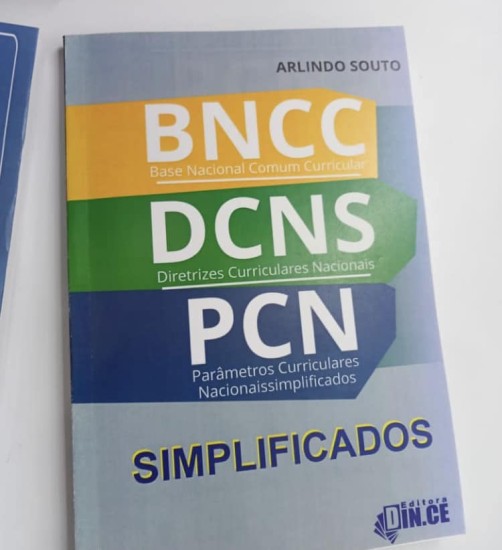 ARLINDO SOUTO
BNCC
Base Nacional Comum Curricular
DCNS
Diretrizes Curriculares Nacionais
PCN
Parâmetros Curriculares
Nacionaissimplificados
SIMPLIFICADOS
Editora
DIN.CE